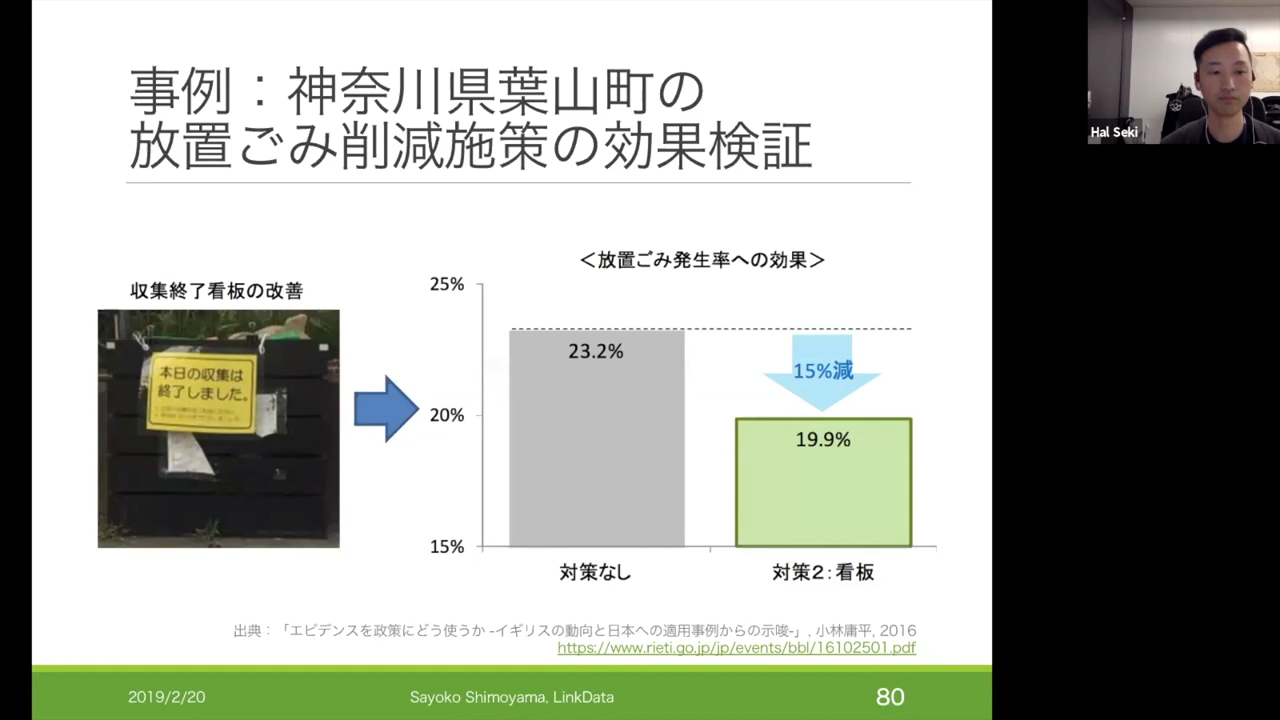 事例：神奈川県葉山町の
放置ごみ削減施策の効果検証
Hal Seki
収集終了看板の改善
本日の収集は
終了しました。
＜放置ごみ発生率への効果＞
25%
20%
15%
23.2%
15%減
19.9%
対策なし
対策２：看板
出典：「エビデンスを政策にどう使うか -イギリスの動向と日本への適用事例からの示唆-」, 小林庸平, 2016
https://www.rieti.go.jp/jp/events/bbl/16102501.pdf
2019/2/20
Sayoko Shimoyama, LinkData
80